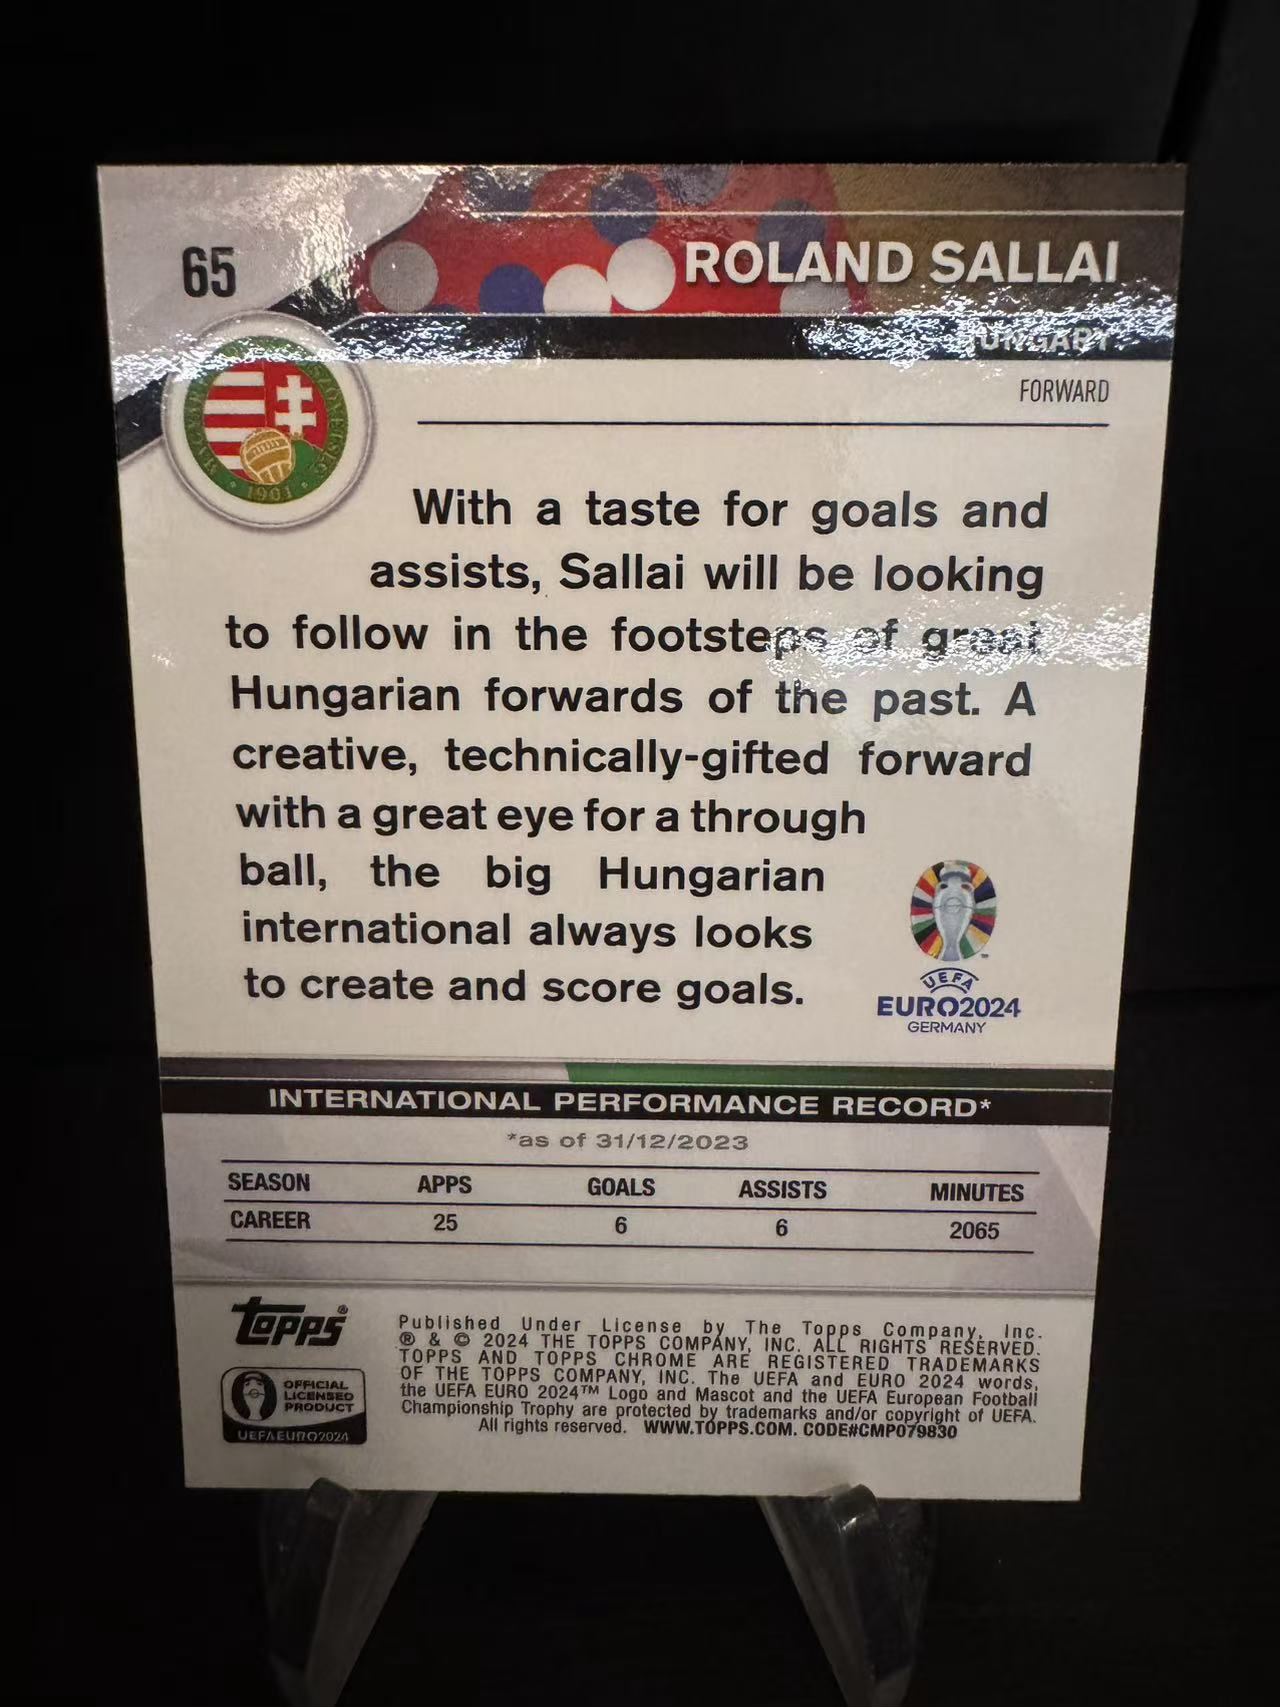 65
ROLAND SALLAI
HUNGARY
FORWARD
1901
With a taste for goals and
assists, Sallai will be looking
to follow in the footsteps of great
Hungarian forwards of the past. A
creative, technically-gifted forward
with a great eye for a through
ball, the big Hungarian
international always looks
to create and score goals.
UEFA
EURO2024
GERMANY
INTERNATIONAL PERFORMANCE RECORD*
*as of 31/12/2023
SEASON APPS GOALS ASSISTS MINUTES
CAREER 25 6 6 2065
topps®
OFFICIAL
LICENSED
PRODUCT
UEFA EURO2024
Published Under License by The Topps Company, Inc.
® & © 2024 THE TOPPS COMPANY, INC. ALL RIGHTS RESERVED.
TOPPS AND TOPPS CHROME ARE REGISTERED TRADEMARKS
OF THE TOPPS COMPANY, INC. The UEFA and EURO 2024 words,
the UEFA EURO 2024™ Logo and Mascot and the UEFA European Football
Championship Trophy are protected by trademarks and/or copyright of UEFA.
All rights reserved. WWW.TOPPS.COM. CODE#CMP079830